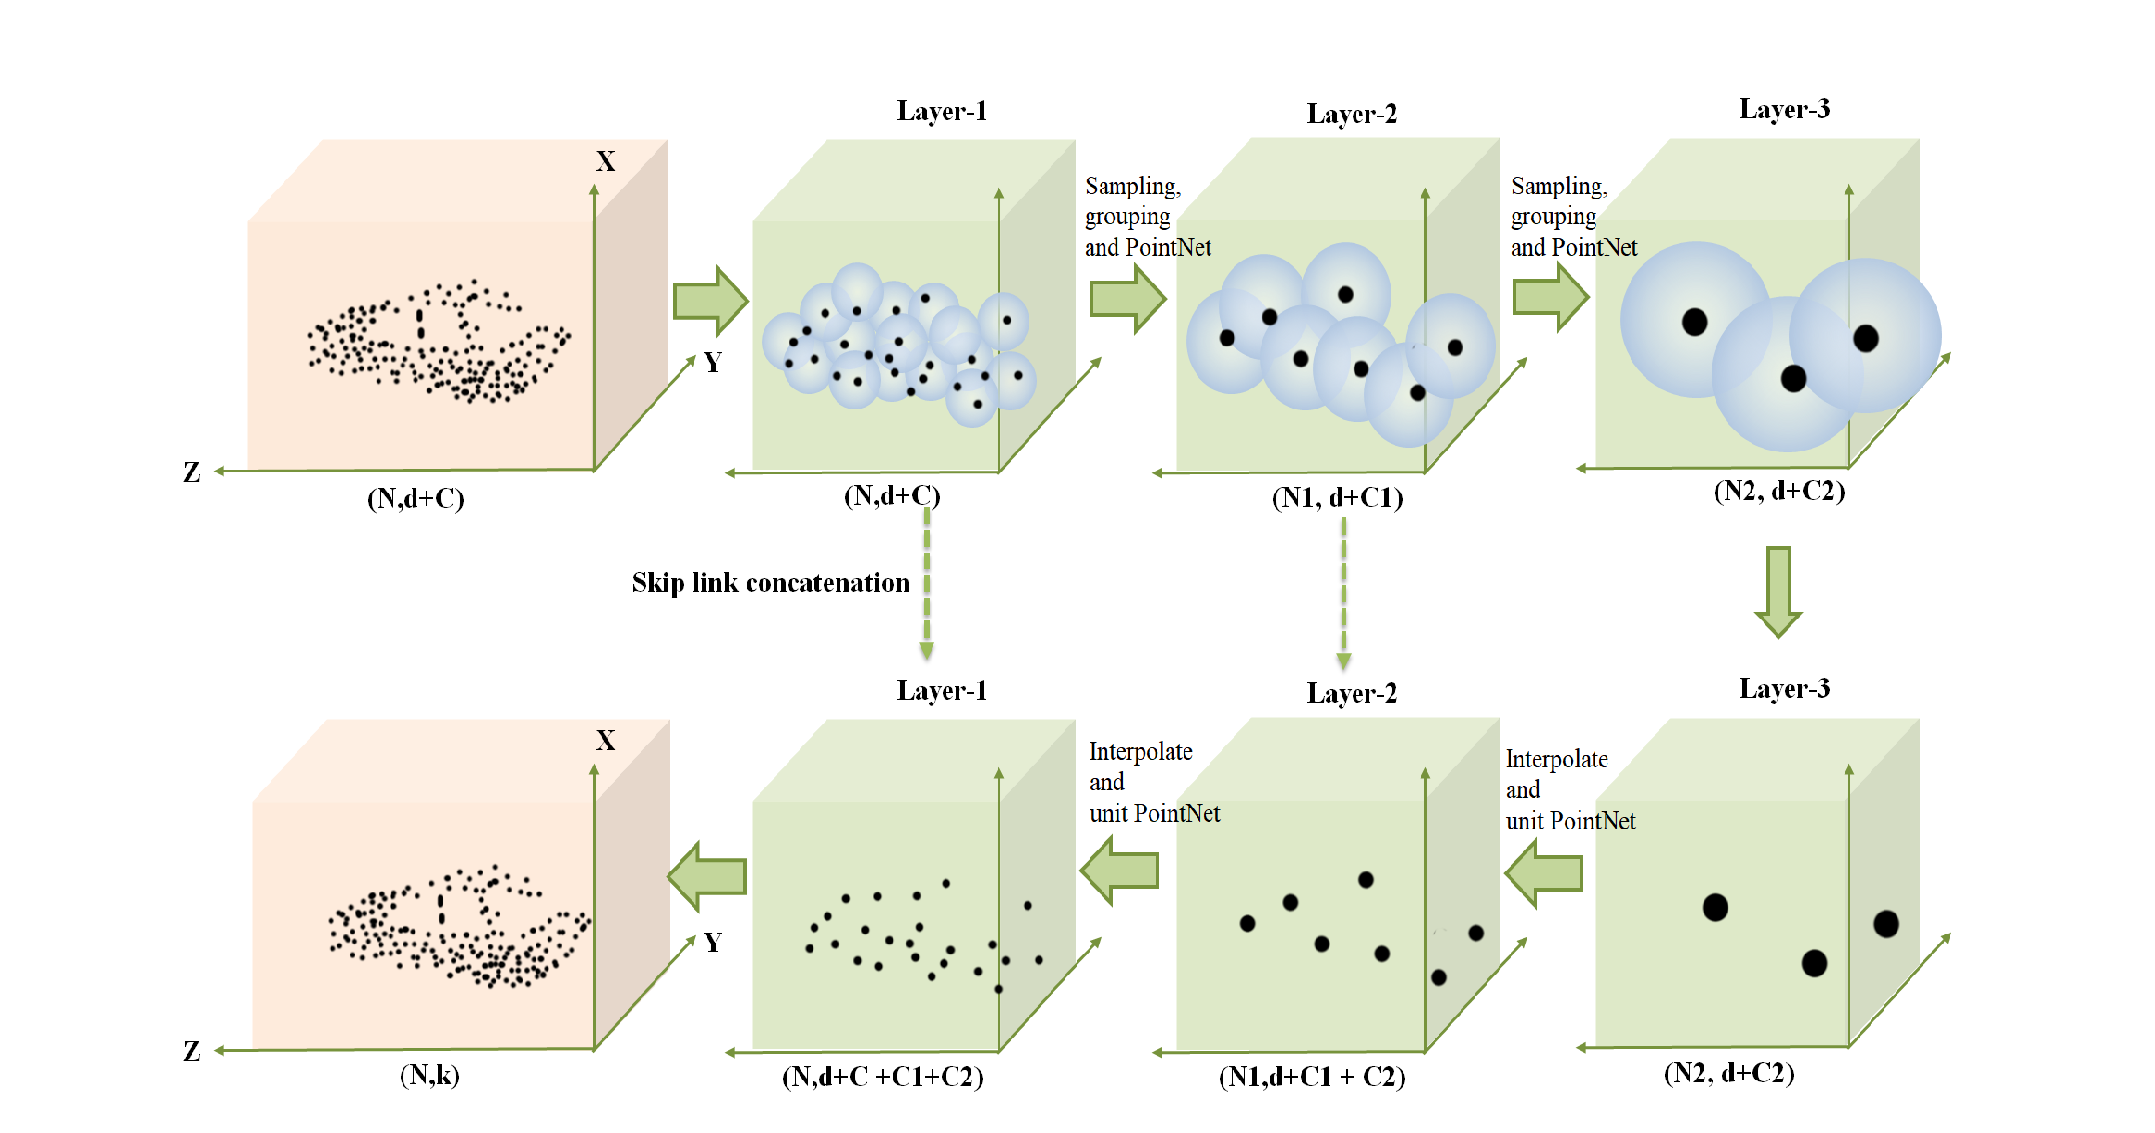 Layer-1
Layer-2
Layer-3
X
Y
Z
(N,d+C)
Sampling,
grouping
and PointNet
Sampling,
grouping
and PointNet
(N,d+C)
(N1, d+C1)
(N2, d+C2)
Skip link concatenation
Layer-1
Layer-2
Layer-3
X
Y
Z
(N,k)
Interpolate
and
unit PointNet
Interpolate
and
unit PointNet
(N,d+C +C1+C2)
(N1,d+C1 + C2)
(N2, d+C2)